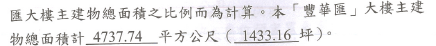 匯大樓主建物總面積之比例而為計算。本「豐華匯」大樓主建
物總面積計 4737.74 平方公尺（ 1433.16 坪）。